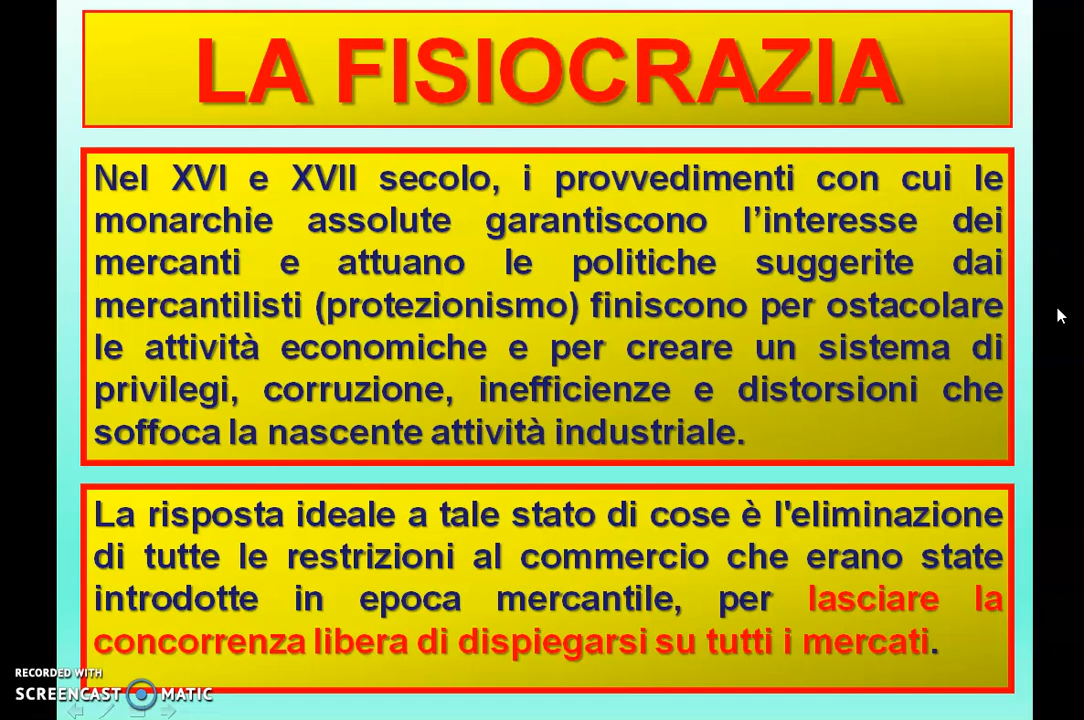 LA FISIOCRAZIA
Nel XVI e XVII secolo, i provvedimenti con cui le
monarchie assolute garantiscono l’interesse dei
mercanti e attuano le politiche suggerite dai
mercantilisti (protezionismo) finiscono per ostacolare
le attività economiche e per creare un sistema di
privilegi, corruzione, inefficienze e distorsioni che
soffoca la nascente attività industriale.
La risposta ideale a tale stato di cose è l'eliminazione
di tutte le restrizioni al commercio che erano state
introdotte in epoca mercantile, per lasciare la
concorrenza libera di dispiegarsi su tutti i mercati.
RECORDED WITH
SCREENCAST MATIC